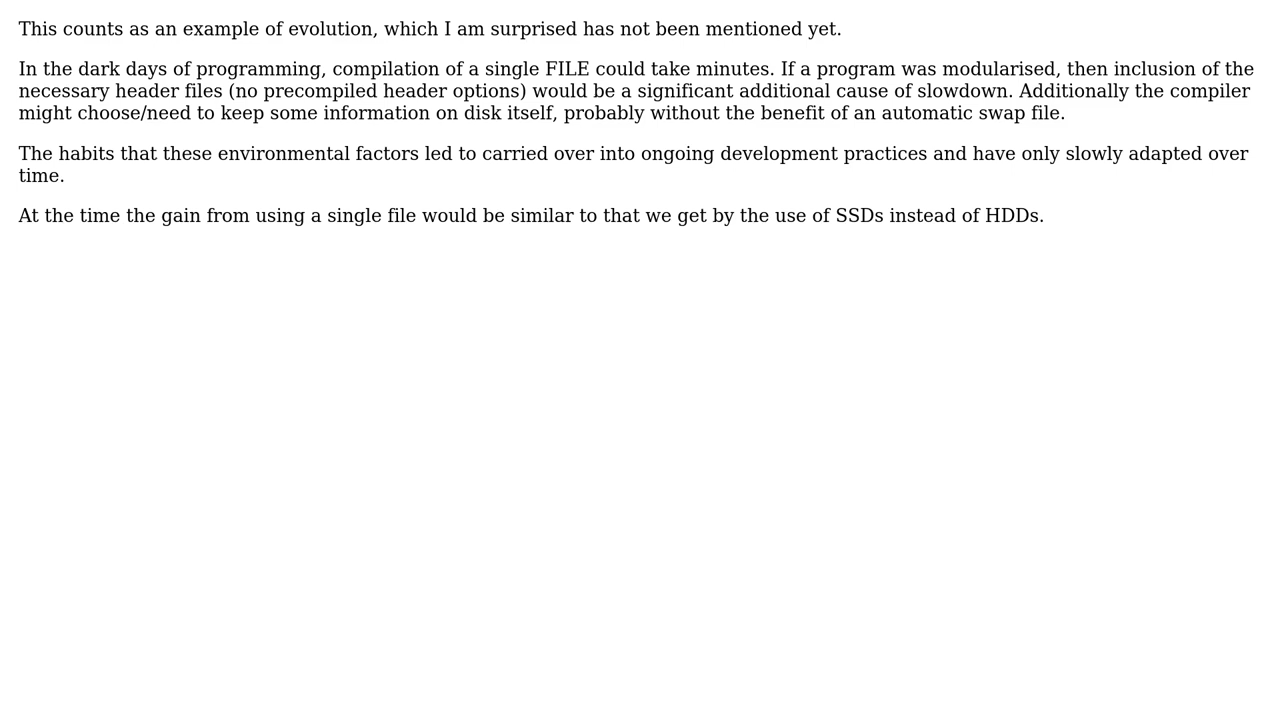 This counts as an example of evolution, which I am surprised has not been mentioned yet.
In the dark days of programming, compilation of a single FILE could take minutes. If a program was modularised, then inclusion of the
necessary header files (no precompiled header options) would be a significant additional cause of slowdown. Additionally the compiler
might choose/need to keep some information on disk itself, probably without the benefit of an automatic swap file.
The habits that these environmental factors led to carried over into ongoing development practices and have only slowly adapted over
time.
At the time the gain from using a single file would be similar to that we get by the use of SSDs instead of HDDs.